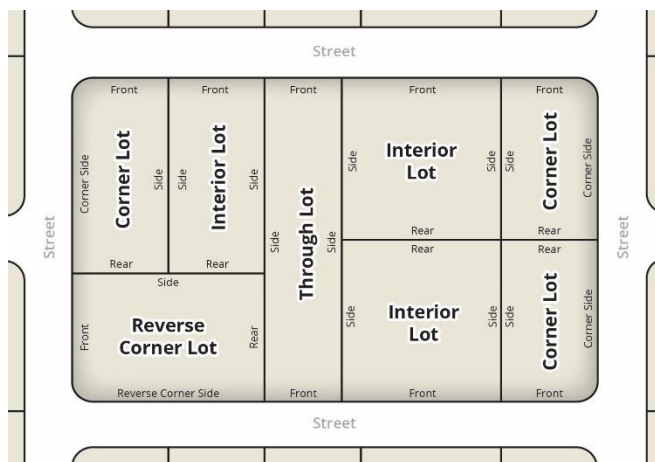 Street
Front
Front
Front
Front
Front
Corner Side
Corner Lot
Side
Side
Interior Lot
Side
Side
Through Lot
Side
Side
Interior
Lot
Side
Side
Corner Lot
Corner Side
Rear
Rear
Rear
Rear
Street
Street
Side
Front
Reverse
Corner Lot
Rear
Reverse Corner Side
Front
Rear
Side
Interior
Lot
Side
Front
Rear
Side
Corner Lot
Corner Side
Front
Street